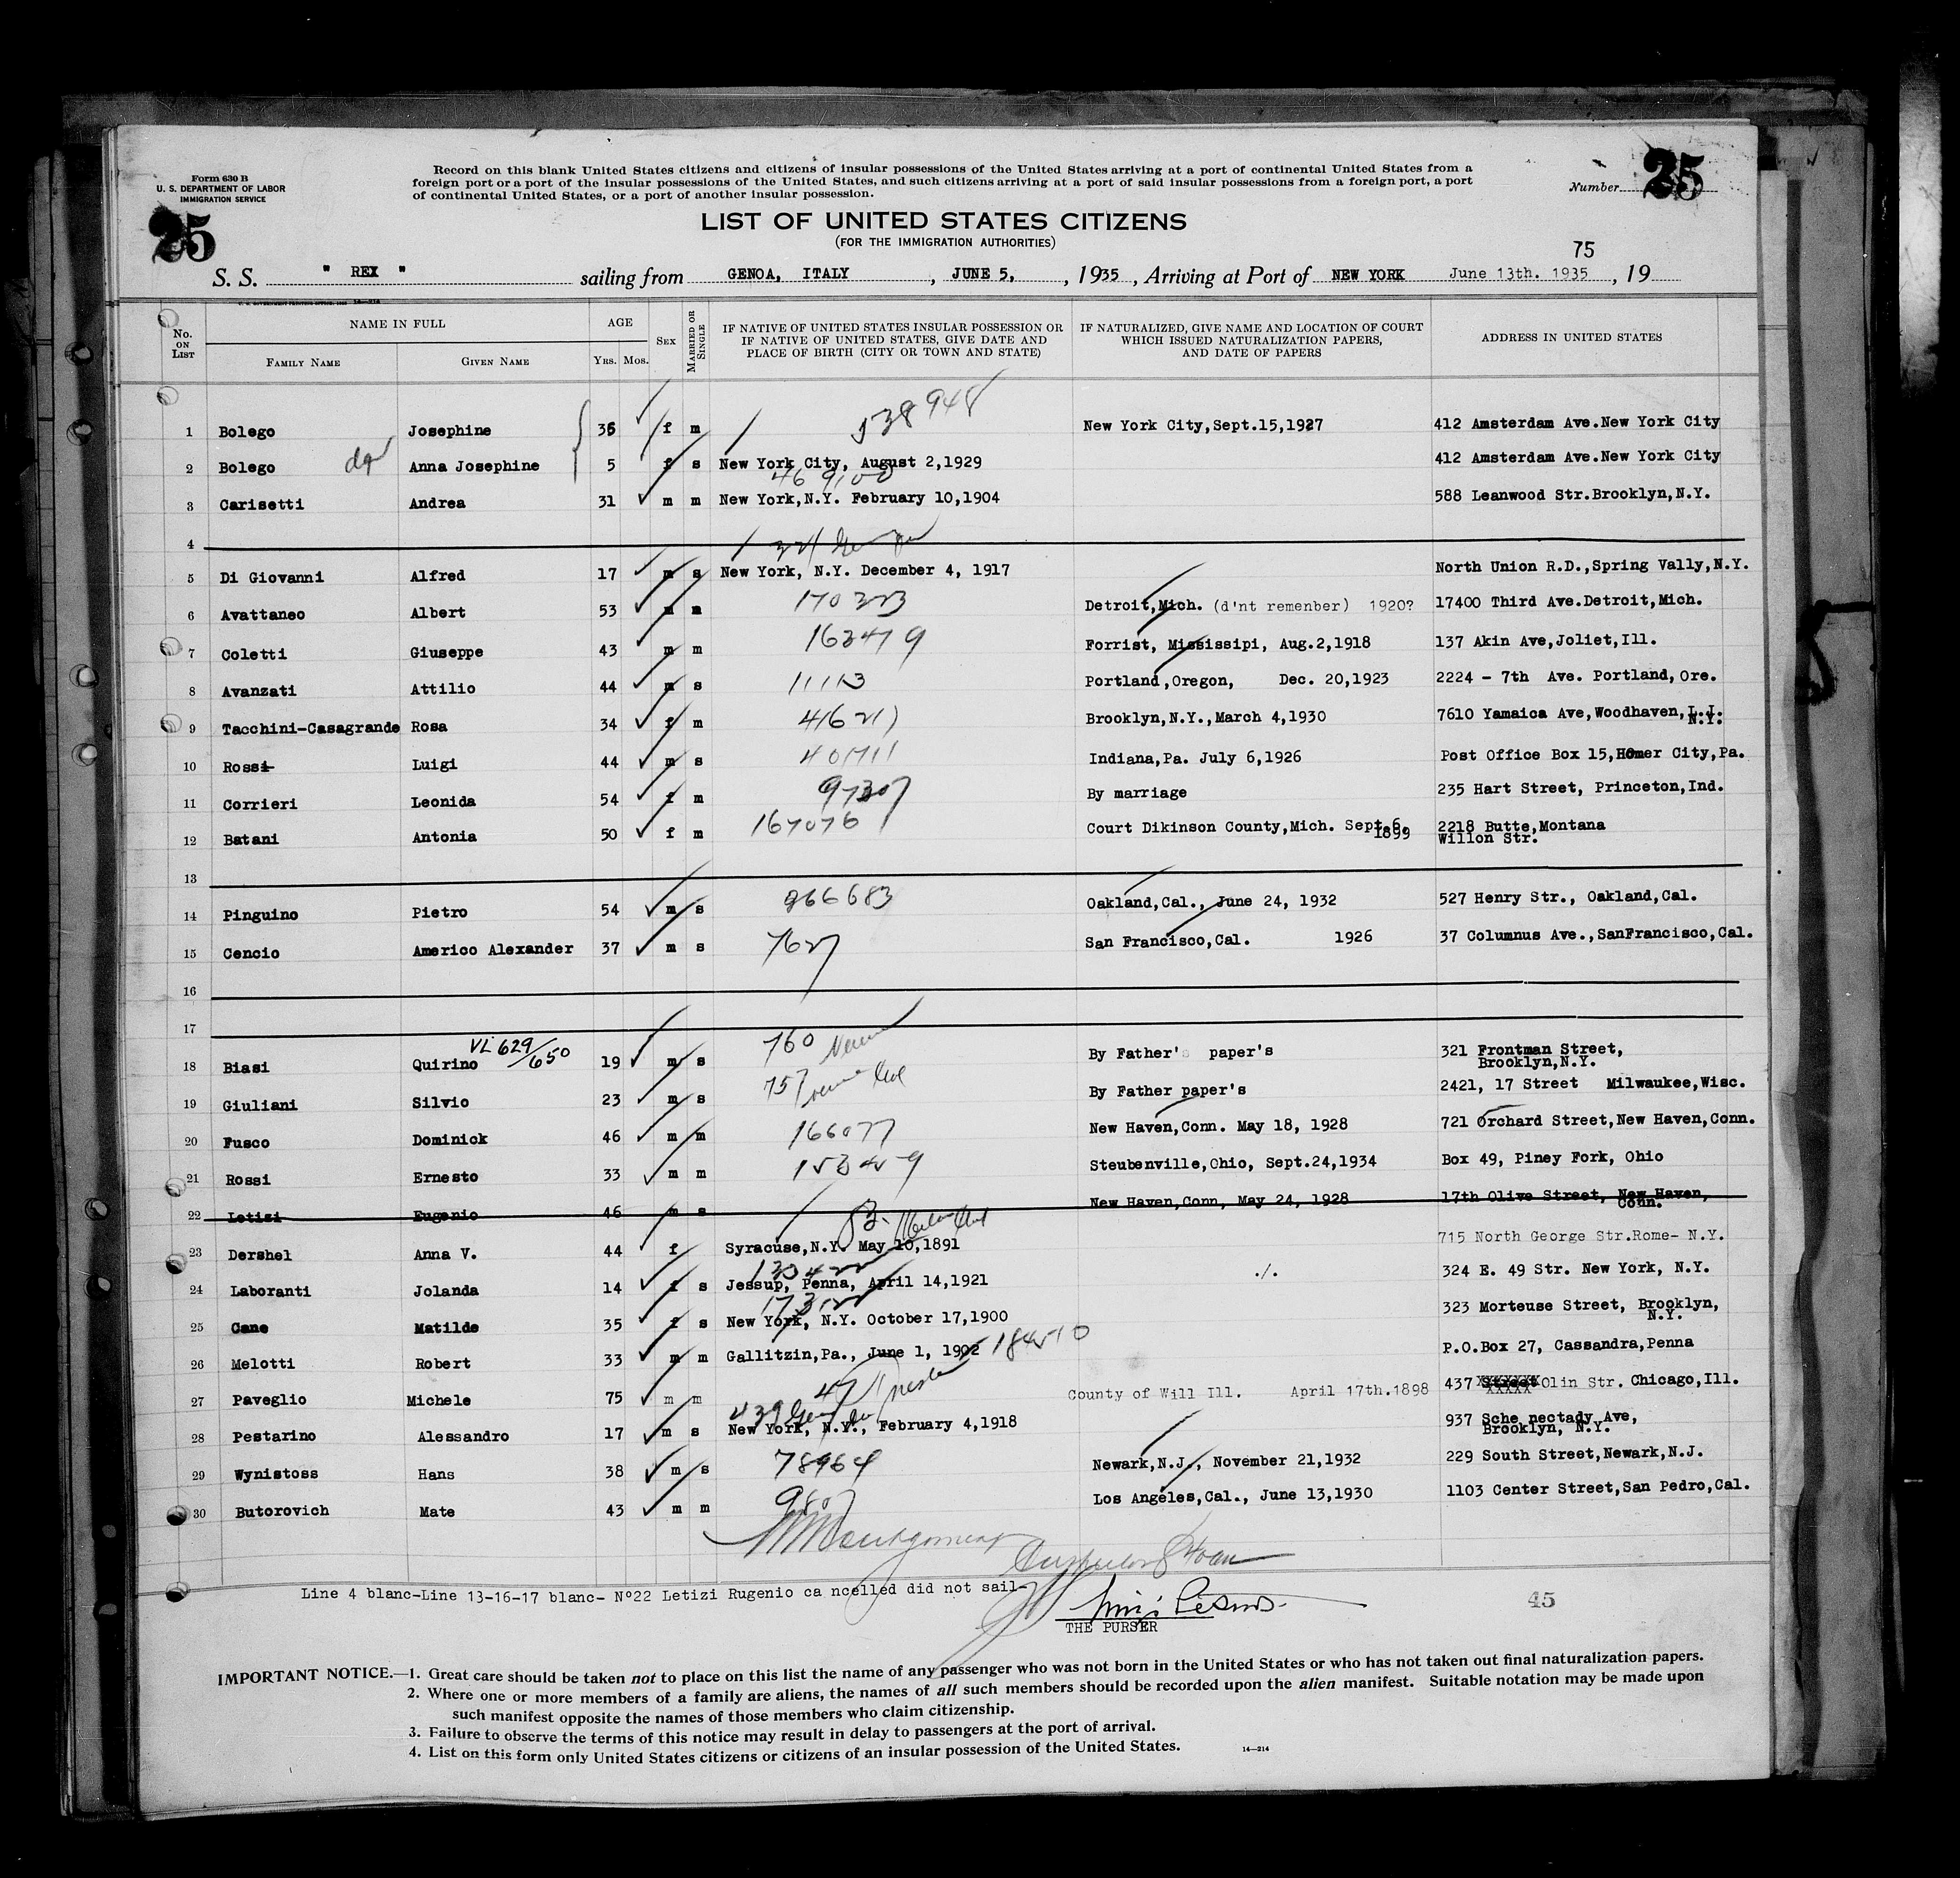 Form 630 B
U. S. DEPARTMENT OF LABOR
IMMIGRATION SERVICE
Record on this blank United States citizens and citizens of insular possessions of the United States arriving at a port of continental United States from a
foreign port or a port of the insular possessions of the United States, and such citizens arriving at a port of said insular possessions from a foreign port, a port
of continental United States, or a port of another insular possession.
Number 25
25
LIST OF UNITED STATES CITIZENS
(FOR THE IMMIGRATION AUTHORITIES)
75
S. S. " REX " sailing from GENOA, ITALY, JUNE 5, , 1935, Arriving at Port of NEW YORK June 13th. 1935, 19
No. ON LIST NAME IN FULL AGE SEX MARRIED OR SINGLE IF NATIVE OF UNITED STATES INSULAR POSSESSION OR IF NATIVE OF UNITED STATES, GIVE DATE AND PLACE OF BIRTH (CITY OR TOWN AND STATE) IF NATURALIZED, GIVE NAME AND LOCATION OF COURT WHICH ISSUED NATURALIZATION PAPERS, AND DATE OF PAPERS ADDRESS IN UNITED STATES
FAMILY NAME GIVEN NAME YRS. MOS.
1 Bolego Josephine 36 f m 538948 New York City,Sept.15,1927 412 Amsterdam Ave.New York City
2 Bolego Anna Josephine 5 f s New York City, August 2,1929 412 Amsterdam Ave.New York City
3 Carisetti Andrea 31 m m 469100 New York,N.Y. February 10,1904 588 Leanwood Str.Brooklyn,N.Y.
4
5 Di Giovanni Alfred 17 m s New York, N.Y. December 4, 1917 North Union R.D.,Spring Vally,N.Y.
6 Avattaneo Albert 53 m m Detroit,Mich. (d'nt remenber) 1920? 17400 Third Ave.Detroit,Mich.
7 Coletti Giuseppe 43 m m 163479 Forrist, Mississipi, Aug.2,1918 137 Akin Ave,Joliet,Ill.
8 Avanzati Attilio 44 m s Portland,Oregon, Dec. 20,1923 2224 - 7th Ave. Portland,Ore.
9 Tacchini-Casagrande Rosa 34 f m Brooklyn,N.Y.,March 4,1930 7610 Yamaica Ave,Woodhaven,L.I. N.Y.
10 Rossi Luigi 44 m s 401711 Indiana,Pa. July 6,1926 Post Office Box 15,Homer City,Pa.
11 Corrieri Leonida 54 f m 97307 By marriage 235 Hart Street, Princeton,Ind.
12 Batani Antonia 50 f m 167076 Court Dikinson County,Mich. Sept.6, 1899 2218 Butte,Montana
Willon Str.
13
14 Pinguino Pietro 54 m s 866683 Oakland,Cal., June 24, 1932 527 Henry Str., Oakland,Cal.
15 Cencio Americo Alexander 37 m s 7627 San Francisco,Cal. 1926 37 Columnus Ave.,SanFrancisco,Cal.
16
17
18 Biasi Quirino VL 629/650 19 m s 760 By Father' paper's 321 Frontman Street,
Brooklyn,N.Y.
19 Giuliani Silvio 23 m s 757 By Father paper's 2421, 17 Street Milwaukee,Wisc.
20 Fusco Dominick 46 m m 166077 New Haven,Conn. May 18, 1928 721 Orchard Street,New Haven,Conn.
21 Rossi Ernesto 33 m m Steubenville,Ohio, Sept.24,1934 Box 49, Piney Fork, Ohio
22 Letizi Eugenio 46 m s New Haven,Conn, May 24, 1928 17th Olive Street, New Haven,
Conn.
23 Dershel Anna V. 44 f Syracuse,N.Y. May 10,1891 715 North George Str.Rome- N.Y.
24 Laboranti Jolanda 14 f s Jessup, Penna, April 14,1921 ./. 324 E. 49 Str. New York, N.Y.
25 Cane Matilde 35 f s New York, N.Y. October 17,1900 323 Morteuse Street, Brooklyn,
N.Y.
26 Melotti Robert 33 m m Gallitzin,Pa., June 1, 1902 184510 P.O.Box 27, Cassandra,Penna
27 Paveglio Michele 75 m m County of Will Ill. April 17th.1898 437 Street Olin Str. Chicago,Ill.
28 Pestarino Alessandro 17 m s New York, N.Y., February 4,1918 937 Sche nectady Ave,
Brooklyn, N.Y.
29 Wynistoss Hans 38 m s 78964 Newark,N.J., November 21,1932 229 South Street,Newark,N.J.
30 Butorovich Mate 43 m m 9807 Los Angeles,Cal., June 13,1930 1103 Center Street,San Pedro,Cal.
Line 4 blanc-Line 13-16-17 blanc- Nº22 Letizi Rugenio ca ncelled did not sail-
THE PURSER
45
IMPORTANT NOTICE.—1. Great care should be taken not to place on this list the name of any passenger who was not born in the United States or who has not taken out final naturalization papers.
2. Where one or more members of a family are aliens, the names of all such members should be recorded upon the alien manifest. Suitable notation may be made upon
such manifest opposite the names of those members who claim citizenship.
3. Failure to observe the terms of this notice may result in delay to passengers at the port of arrival.
4. List on this form only United States citizens or citizens of an insular possession of the United States.
14—214